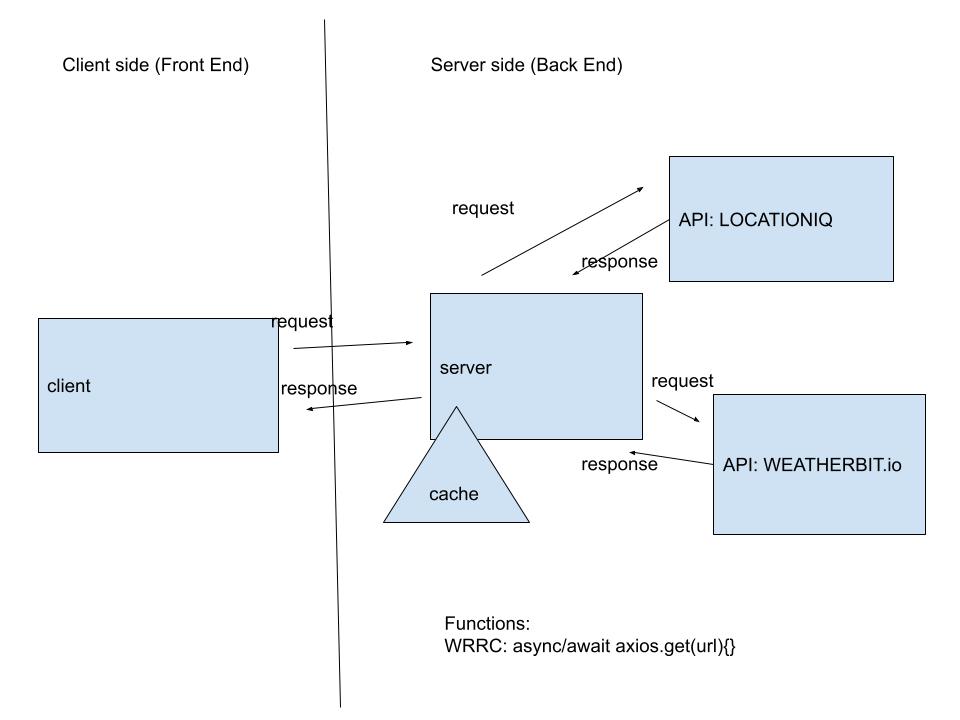 Client side (Front End)
Server side (Back End)
request
API: LOCATIONIQ
response
request
client
response
server
cache
request
API: WEATHERBIT.io
response
Functions:
WRRC: async/await axios.get(url){}